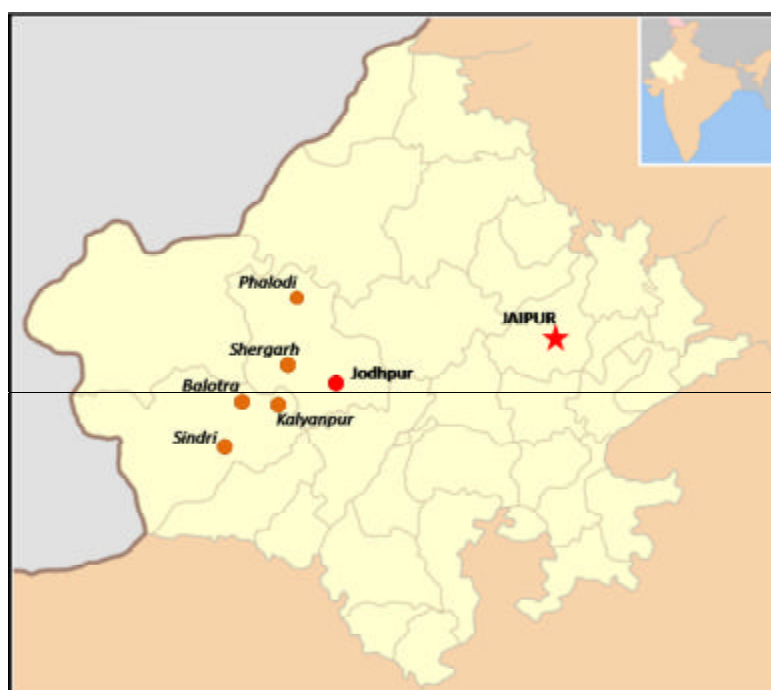 Phalodi
JAIPUR
Shergarh
Jodhpur
Balotra
Kalyanpur
Sindri